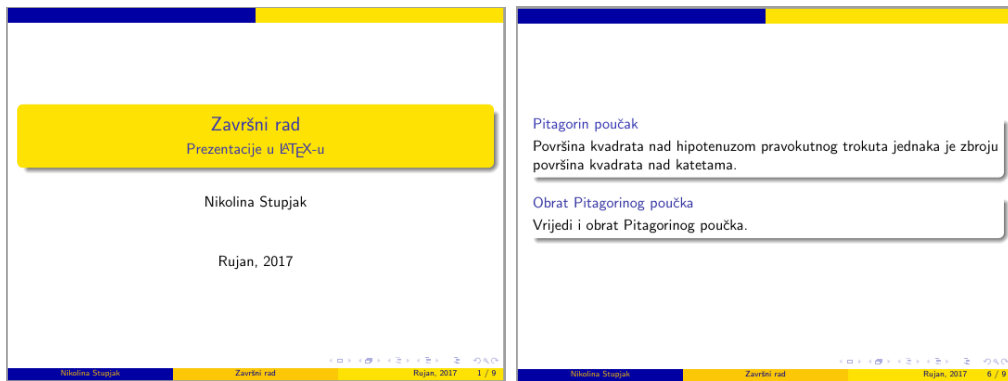 Završni rad
Prezentacije u LATEX-u
Nikolina Stupjak
Rujan, 2017
Nikolina Stupjak Završni rad Rujan, 2017 1 / 9
Pitagorin poučak
Površina kvadrata nad hipotenuzom pravokutnog trokuta jednaka je zbroju
površina kvadrata nad katetama.
Obrat Pitagorinog poučka
Vrijedi i obrat Pitagorinog poučka.
Nikolina Stupjak Završni rad Rujan, 2017 6 / 9